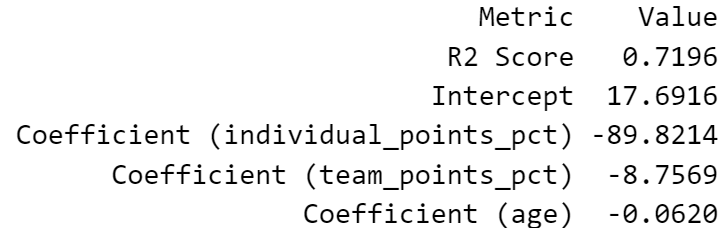 Metric Value
R2 Score 0.7196
Intercept 17.6916
Coefficient (individual_points_pct) -89.8214
Coefficient (team_points_pct) -8.7569
Coefficient (age) -0.0620